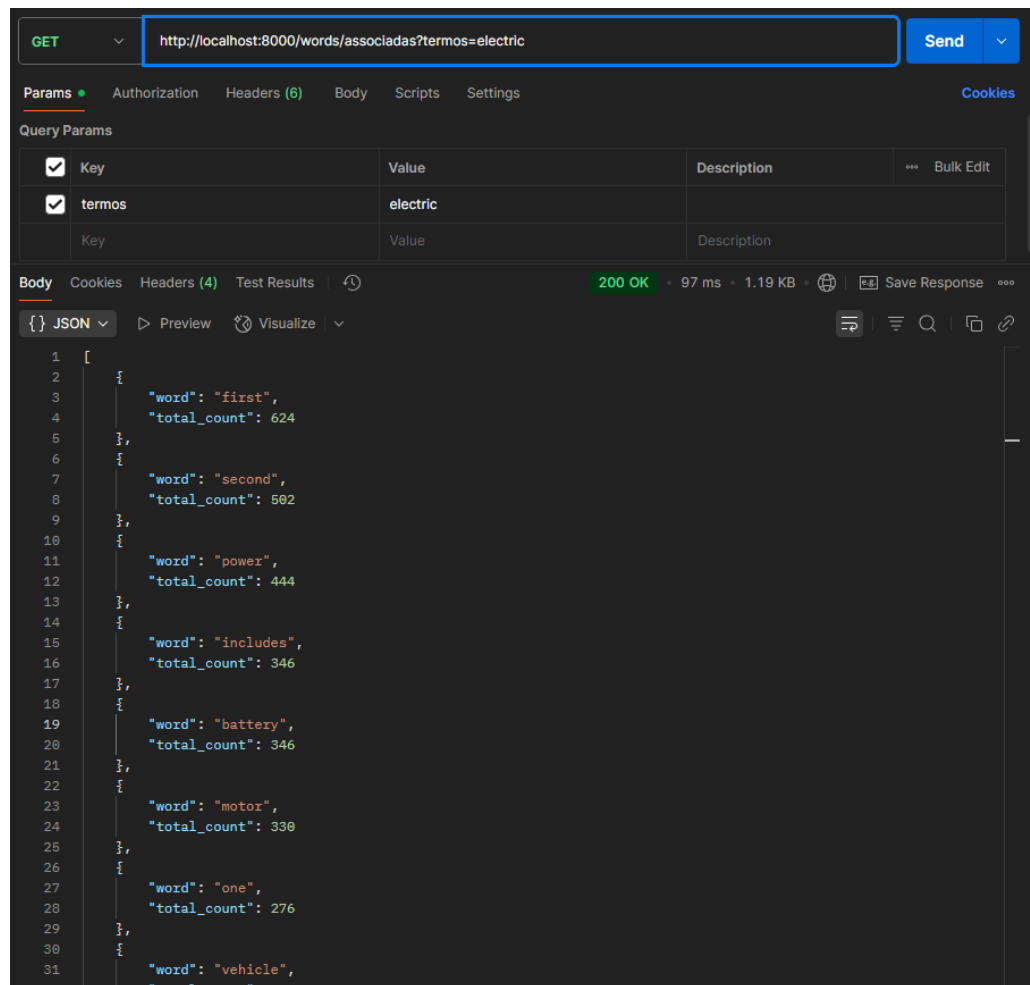 GET http://localhost:8000/words/associadas?termos=electric Send
Params Authorization Headers (6) Body Scripts Settings Cookies
Query Params
Key Value Description Bulk Edit
termos electric
Key Value Description
Body Cookies Headers (4) Test Results 200 OK 97 ms 1.19 KB e.g. Save Response
{} JSON Preview Visualize
1 [
2 {
3 "word": "first",
4 "total_count": 624
5 },
6 {
7 "word": "second",
8 "total_count": 502
9 },
10 {
11 "word": "power",
12 "total_count": 444
13 },
14 {
15 "word": "includes",
16 "total_count": 346
17 },
18 {
19 "word": "battery",
20 "total_count": 346
21 },
22 {
23 "word": "motor",
24 "total_count": 330
25 },
26 {
27 "word": "one",
28 "total_count": 276
29 },
30 {
31 "word": "vehicle",